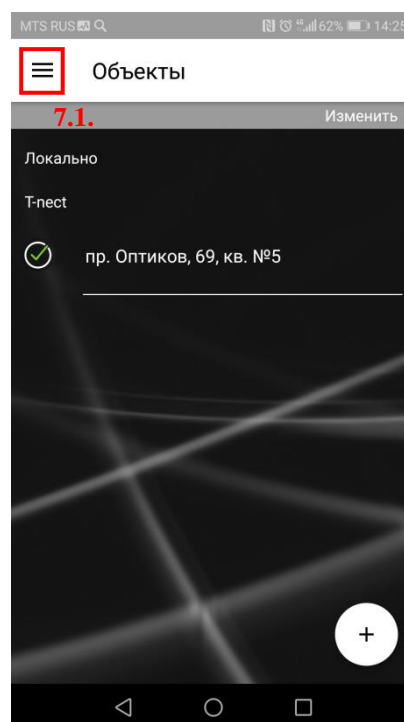 MTS RUS 62% 14:25
Объекты
7.1.
Изменить
Локально
T-nect
пр. Оптиков, 69, кв. №5
+